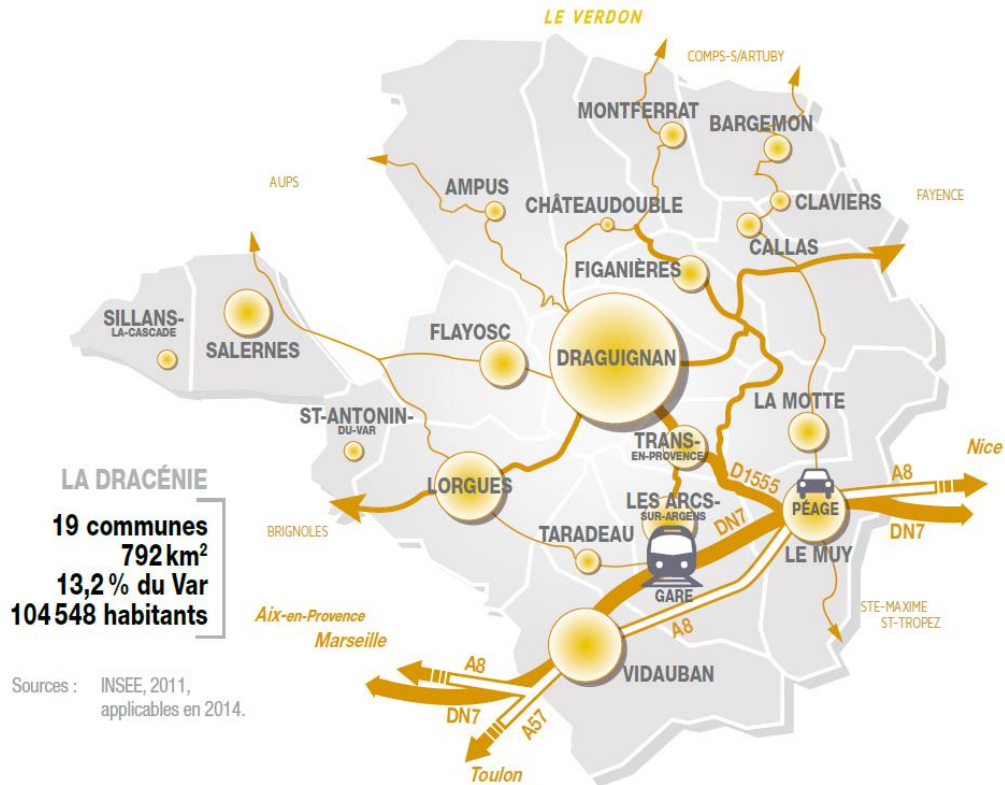 LE VERDON
COMPS-S/ARTUBY
MONTFERRAT
BARGEMON
AUPS
AMPUS
CHÂTEAUDOUBLE
CLAVIERS
FAYENCE
CALLAS
FIGANIÈRES
SILLANS-
LA-CASCADE
SALERNES
FLAYOSC
DRAGUIGNAN
ST-ANTONIN-
DU-VAR
LA MOTTE
TRANS-
EN-PROVENCE
Nice
A8
D1555
LORGUES
LES ARCS-
SUR-ARGENS
DN7
PÉAGE
DN7
LE MUY
BRIGNOLES
TARADEAU
GARE
A8
STE-MAXIME
ST-TROPEZ
LA DRACÉNIE
19 communes
792 km²
13,2 % du Var
104 548 habitants
Aix-en-Provence
Marseille
A8
VIDAUBAN
DN7
A57
Toulon
Sources : INSEE, 2011,
applicables en 2014.